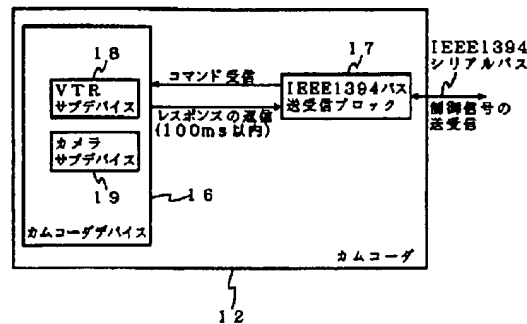 18
VTR
サブデバイス
カメラ
サブデバイス
19
16
カムコーダデバイス
コマンド受信
レスポンスの返信
(100ms以内)
17
IEEE1394バス
送受信ブロック
IEEE1394
シリアルバス
制御信号の
送受信
カムコーダ
12